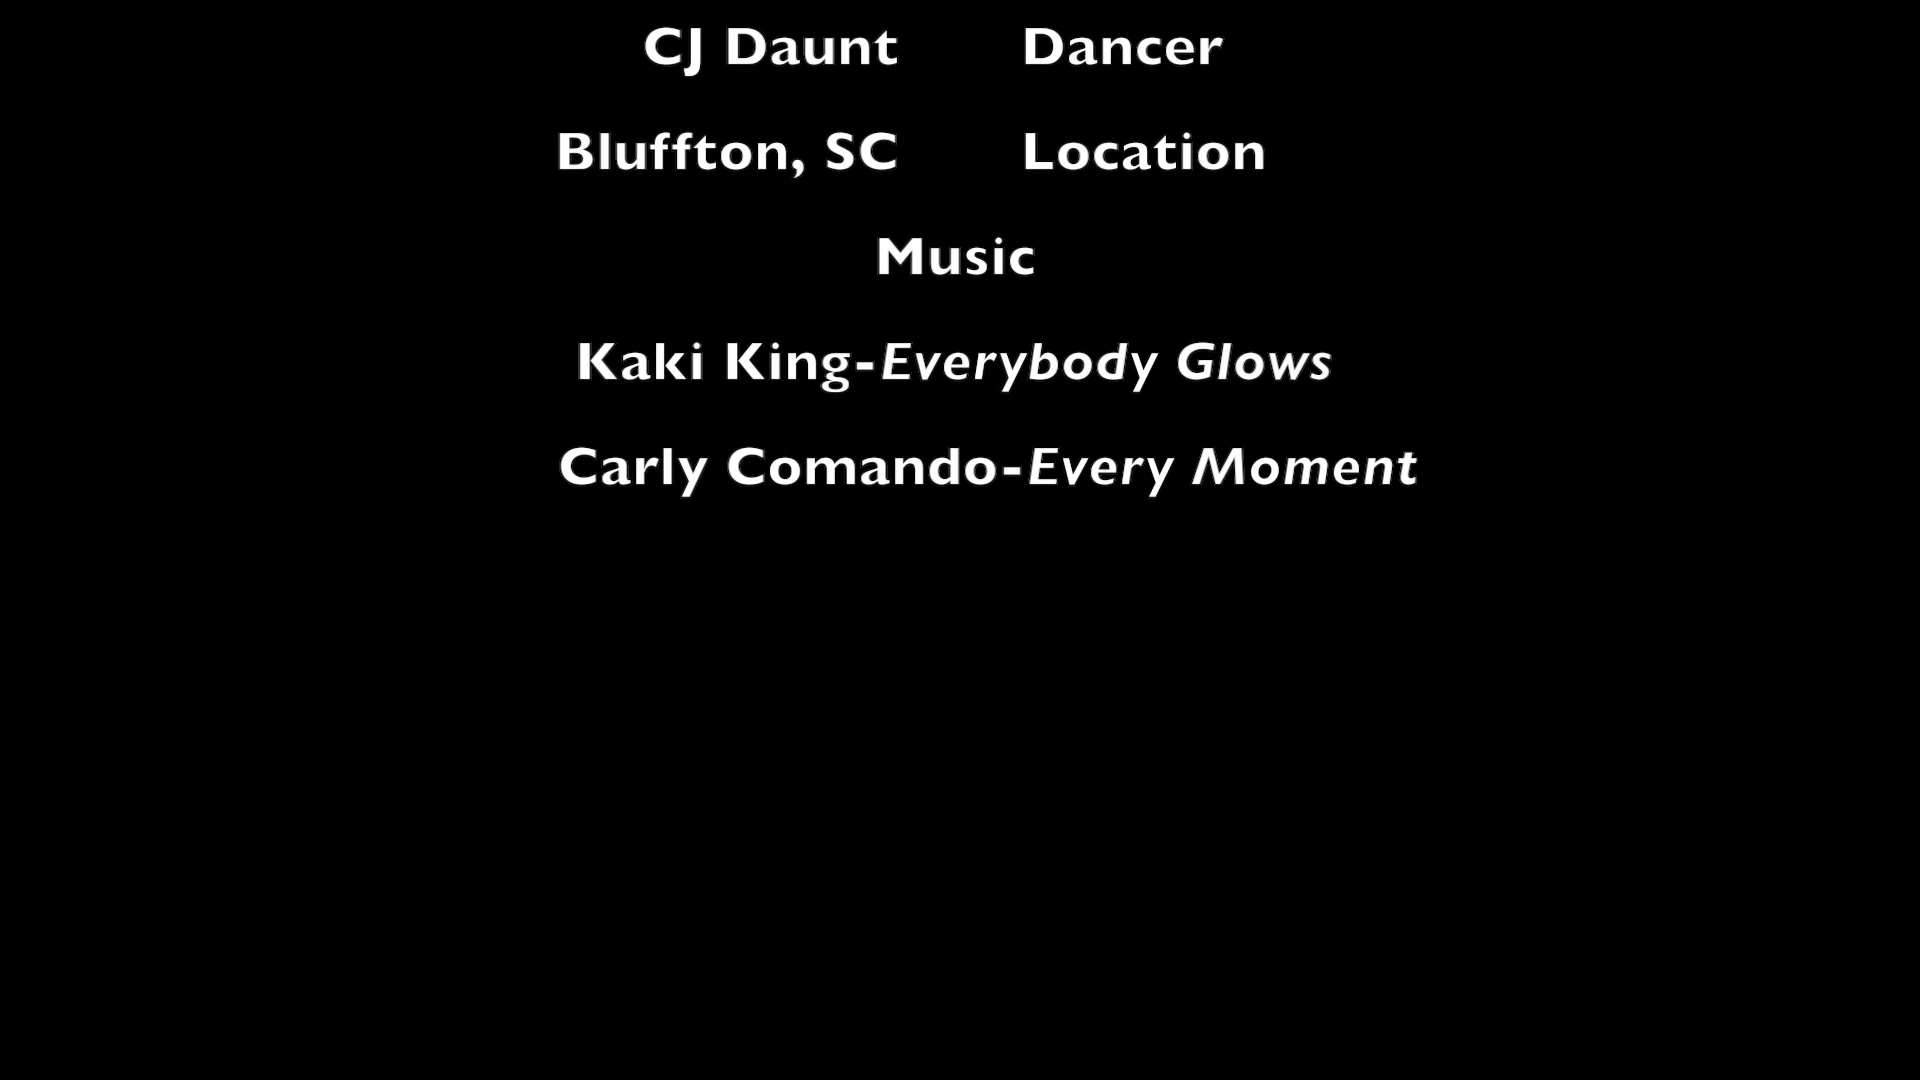 CJ Daunt Dancer
Bluffton, SC Location
Music
Kaki King-Everybody Glows
Carly Comando-Every Moment